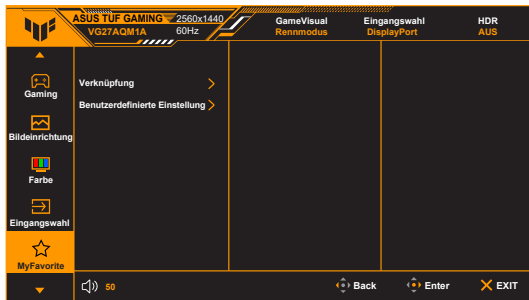 ASUS TUF GAMING 2560x1440
VG27AQM1A 60Hz
GameVisual
Rennmodus
Eingangswahl
DisplayPort
HDR
AUS
Gaming
Bildeinrichtung
Farbe
Eingangswahl
MyFavorite
Verknüpfung
Benutzerdefinierte Einstellung
50
Back
Enter
EXIT